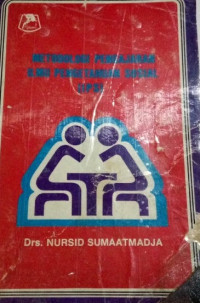 METODOLOGI PENGAJARAN
ILMU PENGETAHUAN SOSIAL
(IPS)
Drs. NURSID SUMAATMADJA